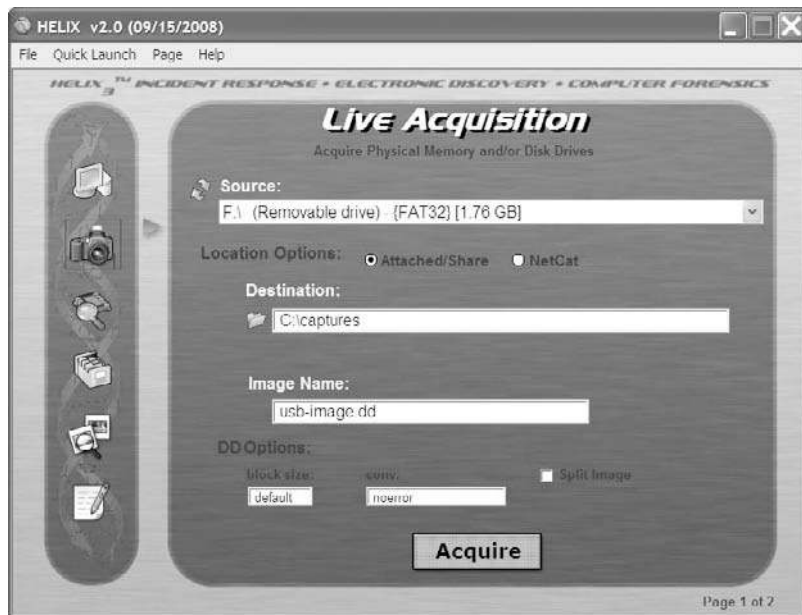 HELIX v2.0 (09/15/2008)
File Quick Launch Page Help
HELIX3™ INCIDENT RESPONSE • ELECTRONIC DISCOVERY • COMPUTER FORENSICS
Live Acquisition
Acquire Physical Memory and/or Disk Drives
Source:
F:\ (Removable drive) - {FAT32} [1.76 GB]
Location Options: Attached/Share NetCat
Destination:
C:\captures
Image Name:
usb-image.dd
DD Options:
block size: conv: Split Image
default noerror
Acquire
Page 1 of 2